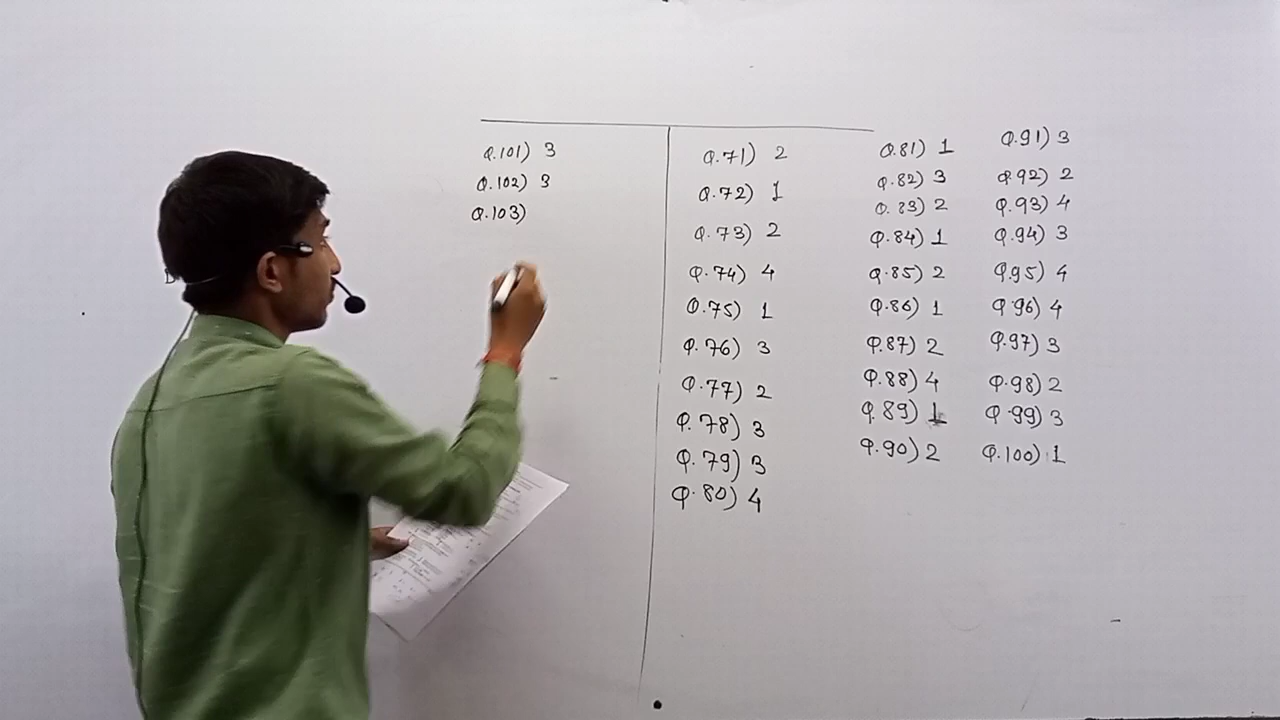 Q.101) 3
Q.102) 3
Q.103)
Q.71) 2
Q.72) 1
Q.73) 2
Q.74) 4
Q.75) 1
Q.76) 3
Q.77) 2
Q.78) 3
Q.79) 3
Q.80) 4
Q.81) 1
Q.82) 3
Q.83) 2
Q.84) 1
Q.85) 2
Q.86) 1
Q.87) 2
Q.88) 4
Q.89) 1
Q.90) 2
Q.91) 3
Q.92) 2
Q.93) 4
Q.94) 3
Q.95) 4
Q.96) 4
Q.97) 3
Q.98) 2
Q.99) 3
Q.100) 1